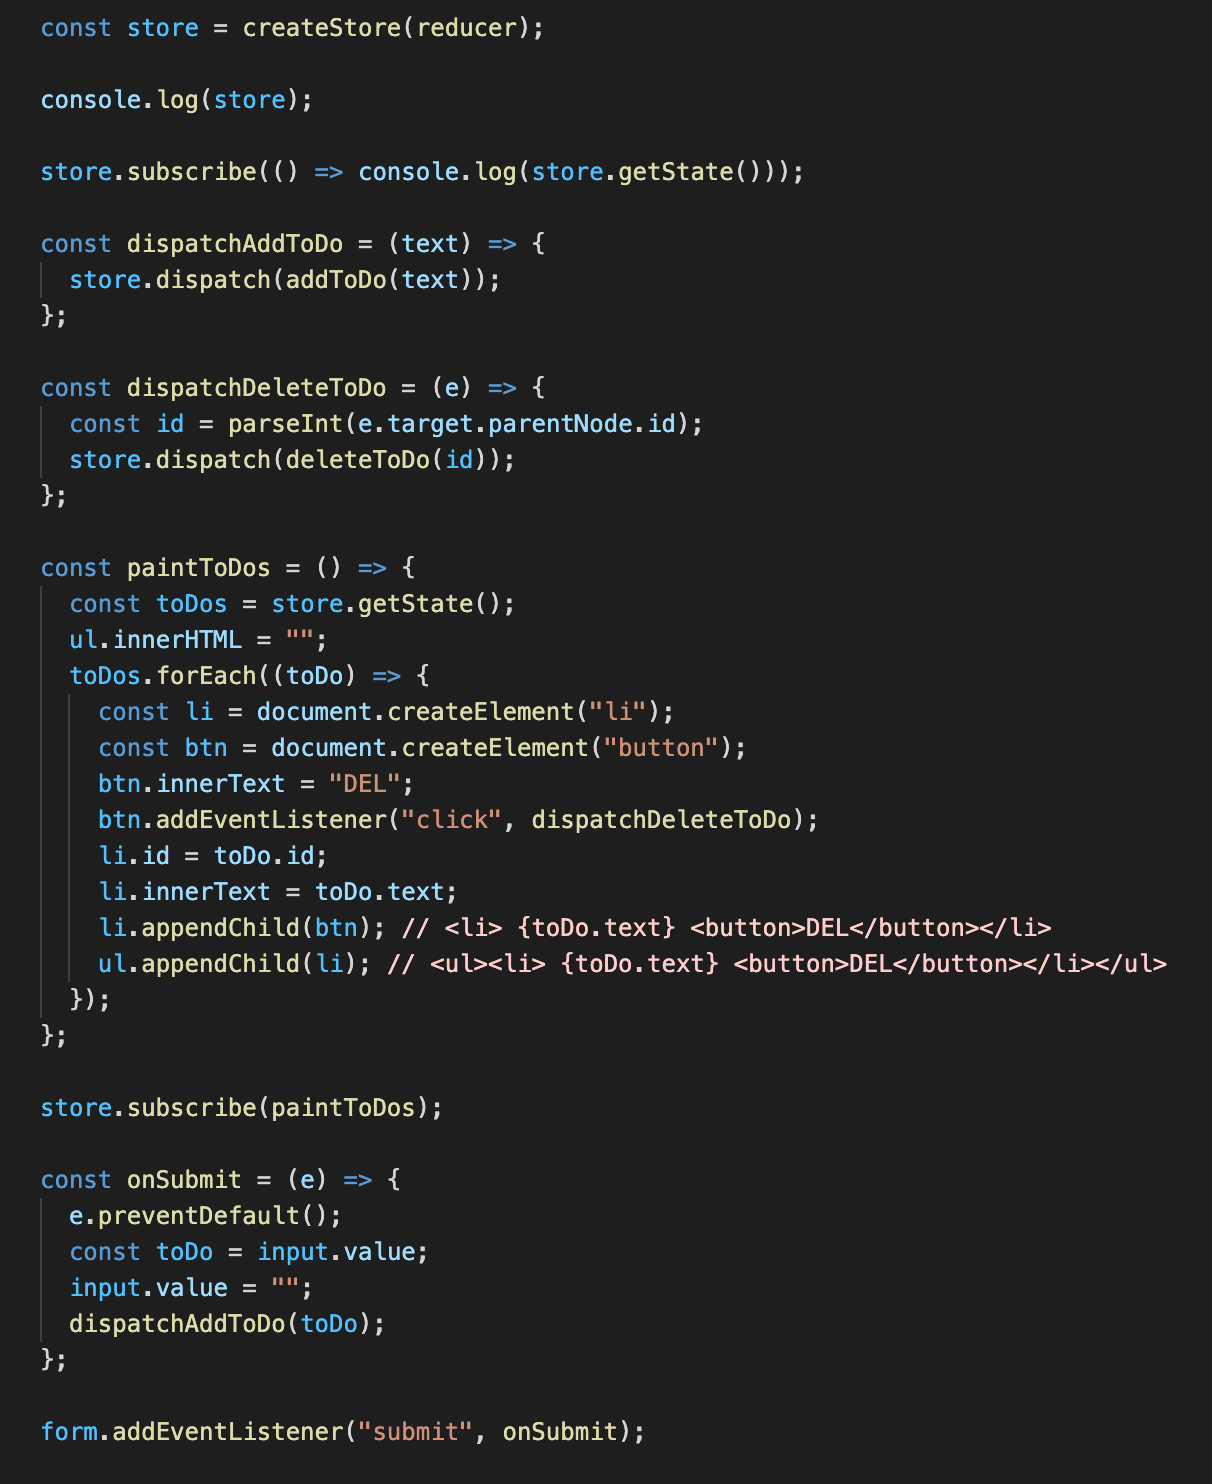 const store = createStore(reducer);
console.log(store);
store.subscribe(() => console.log(store.getState()));
const dispatchAddToDo = (text) => {
  store.dispatch(addToDo(text));
};
const dispatchDeleteToDo = (e) => {
  const id = parseInt(e.target.parentNode.id);
  store.dispatch(deleteToDo(id));
};
const paintToDos = () => {
  const toDos = store.getState();
  ul.innerHTML = "";
  toDos.forEach((toDo) => {
    const li = document.createElement("li");
    const btn = document.createElement("button");
    btn.innerText = "DEL";
    btn.addEventListener("click", dispatchDeleteToDo);
    li.id = toDo.id;
    li.innerText = toDo.text;
    li.appendChild(btn); // <li> {toDo.text} <button>DEL</button></li>
    ul.appendChild(li); // <ul><li> {toDo.text} <button>DEL</button></li></ul>
  });
};
store.subscribe(paintToDos);
const onSubmit = (e) => {
  e.preventDefault();
  const toDo = input.value;
  input.value = "";
  dispatchAddToDo(toDo);
};
form.addEventListener("submit", onSubmit);